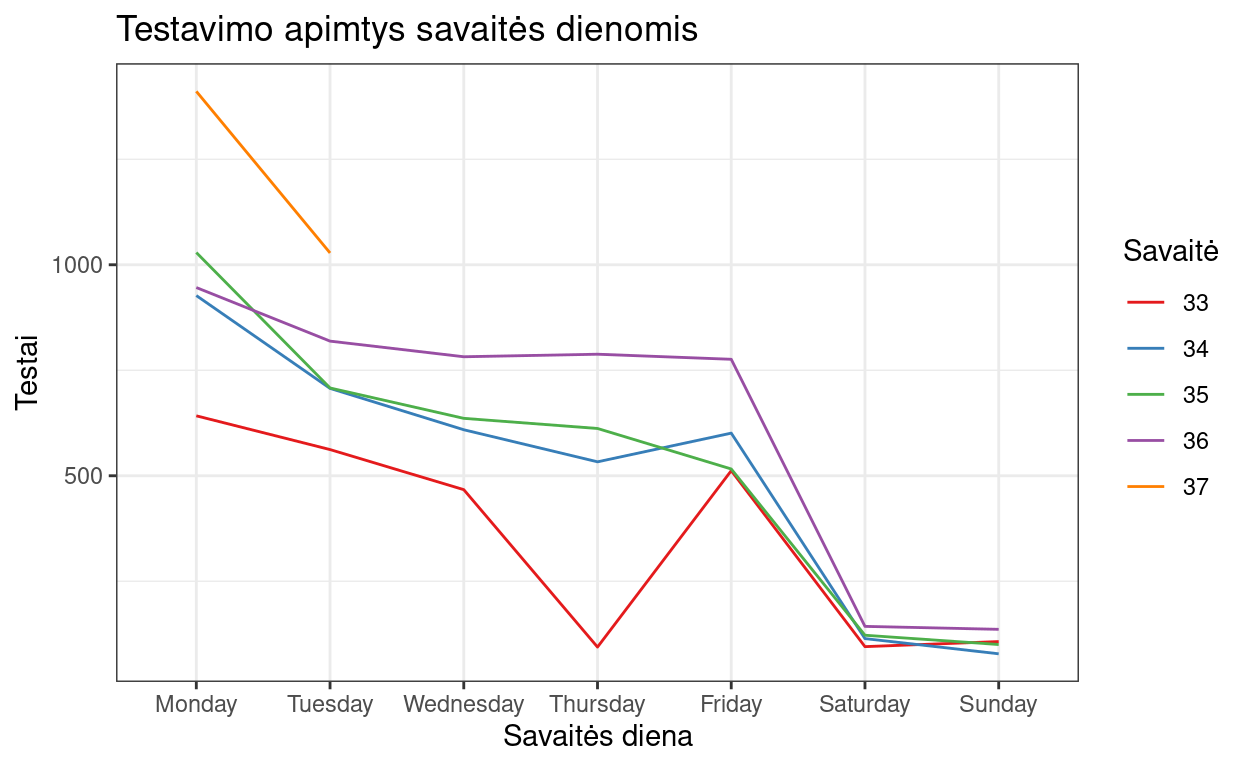 Testavimo apimtys savaitės dienomis
Testai
1000
500
Monday Tuesday Wednesday Thursday Friday Saturday Sunday
Savaitės diena
Savaitė
33
34
35
36
37